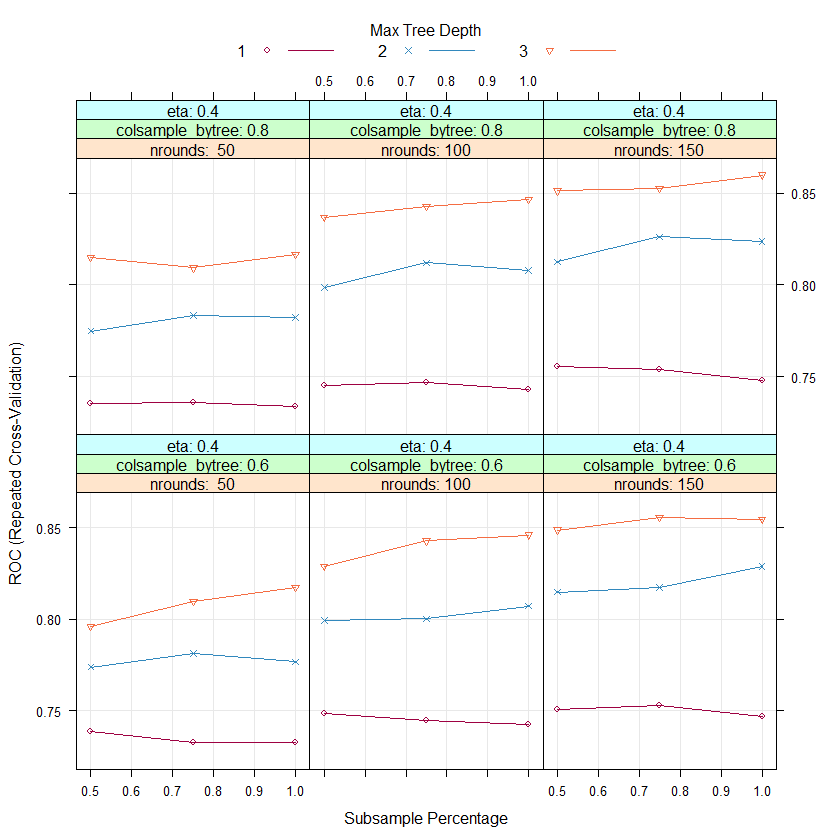 Max Tree Depth
1 2 3
0.5 0.6 0.7 0.8 0.9 1.0
eta: 0.4 eta: 0.4 eta: 0.4
colsample_bytree: 0.8 colsample_bytree: 0.8 colsample_bytree: 0.8
nrounds: 50 nrounds: 100 nrounds: 150
0.85
0.80
0.75
eta: 0.4 eta: 0.4 eta: 0.4
colsample_bytree: 0.6 colsample_bytree: 0.6 colsample_bytree: 0.6
nrounds: 50 nrounds: 100 nrounds: 150
0.85
0.80
0.75
ROC (Repeated Cross-Validation)
0.5 0.6 0.7 0.8 0.9 1.0 0.5 0.6 0.7 0.8 0.9 1.0
Subsample Percentage